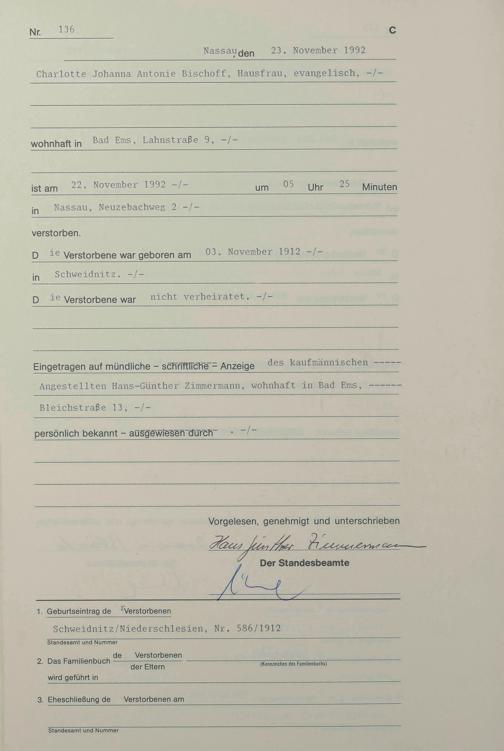 Nr. 136 C
Nassau, den 23. November 1992
Charlotte Johanna Antonie Bischoff, Hausfrau, evangelisch, -/-
wohnhaft in Bad Ems, Lahnstraße 9, -/-
ist am 22. November 1992 -/- um 05 Uhr 25 Minuten
in Nassau, Neuzebachweg 2 -/-
verstorben.
Die Verstorbene war geboren am 03. November 1912 -/-
in Schweidnitz. -/-
Die Verstorbene war nicht verheiratet. -/-
Eingetragen auf mündliche – schriftliche – Anzeige des kaufmännischen -----
Angestellten Hans-Günther Zimmermann, wohnhaft in Bad Ems, ------
Bleichstraße 13, -/-
persönlich bekannt – ausgewiesen durch . -/-
Vorgelesen, genehmigt und unterschrieben
Hans Günther Zimmermann
Der Standesbeamte
1. Geburtseintrag der Verstorbenen
Schweidnitz/Niederschlesien, Nr. 586/1912
Standesamt und Nummer
2. Das Familienbuch de Verstorbenen
der Eltern
(Kennzeichen des Familienbuchs)
wird geführt in
3. Eheschließung de Verstorbenen am
Standesamt und Nummer